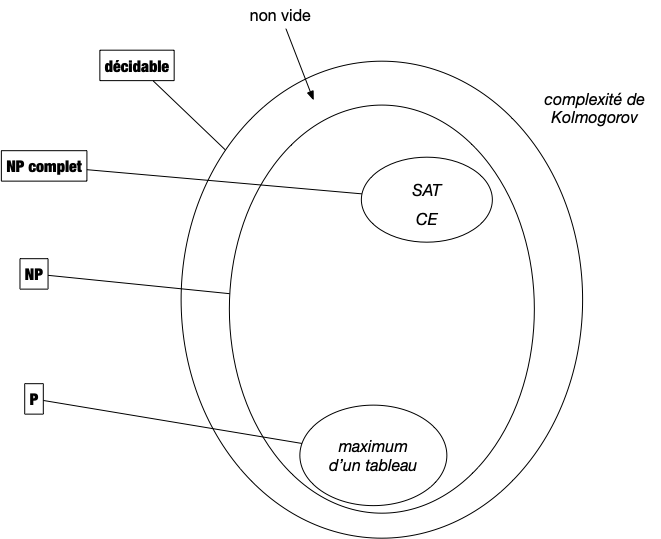 non vide
décidable
complexité de
Kolmogorov
NP complet
SAT
CE
NP
P
maximum
d'un tableau